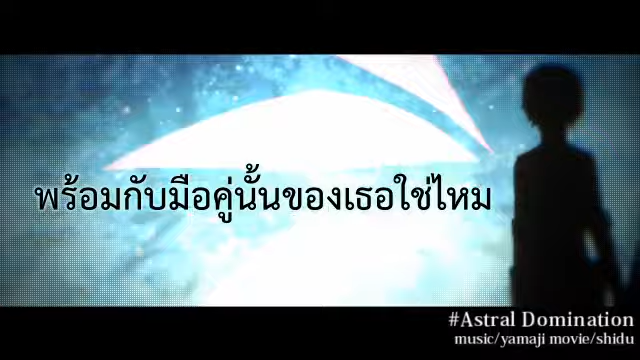 พร้อมกับมือคู่นั้นของเธอใช่ไหม
#Astral Domination
music/yamaji movie/shidu